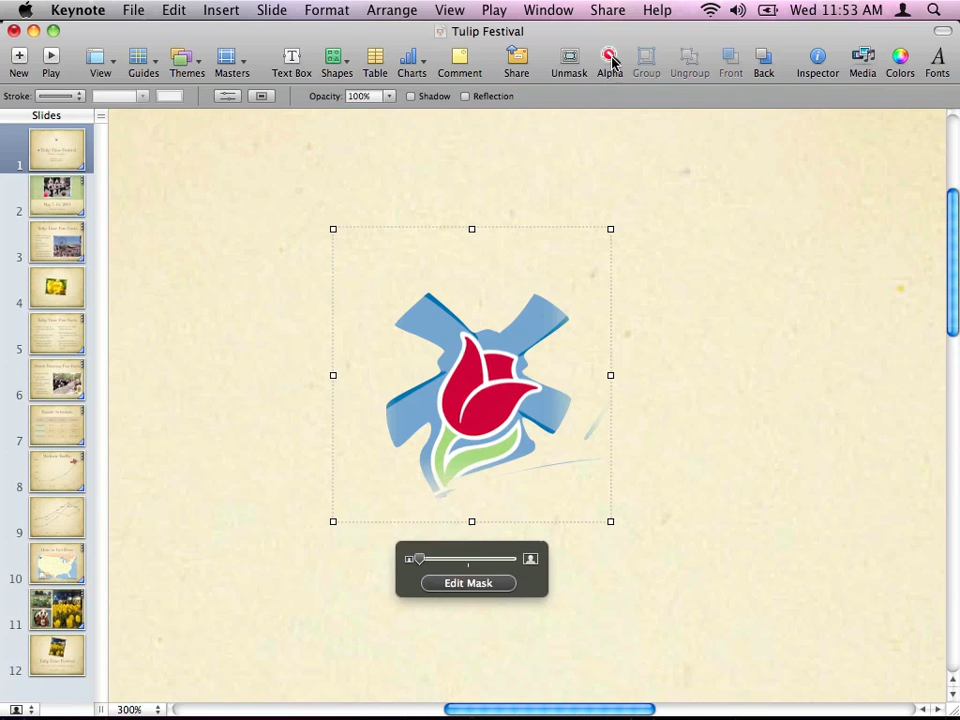 Keynote File Edit Insert Slide Format Arrange View Play Window Share Help Wed 11:53 AM
Tulip Festival
New Play View Guides Themes Masters Text Box Shapes Table Charts Comment Share Unmask Alpha Group Ungroup Front Back Inspector Media Colors Fonts
Stroke: Opacity: 100% Shadow Reflection
Slides
1
2
3
4
5
6
7
8
9
10
11
12
Edit Mask
300%